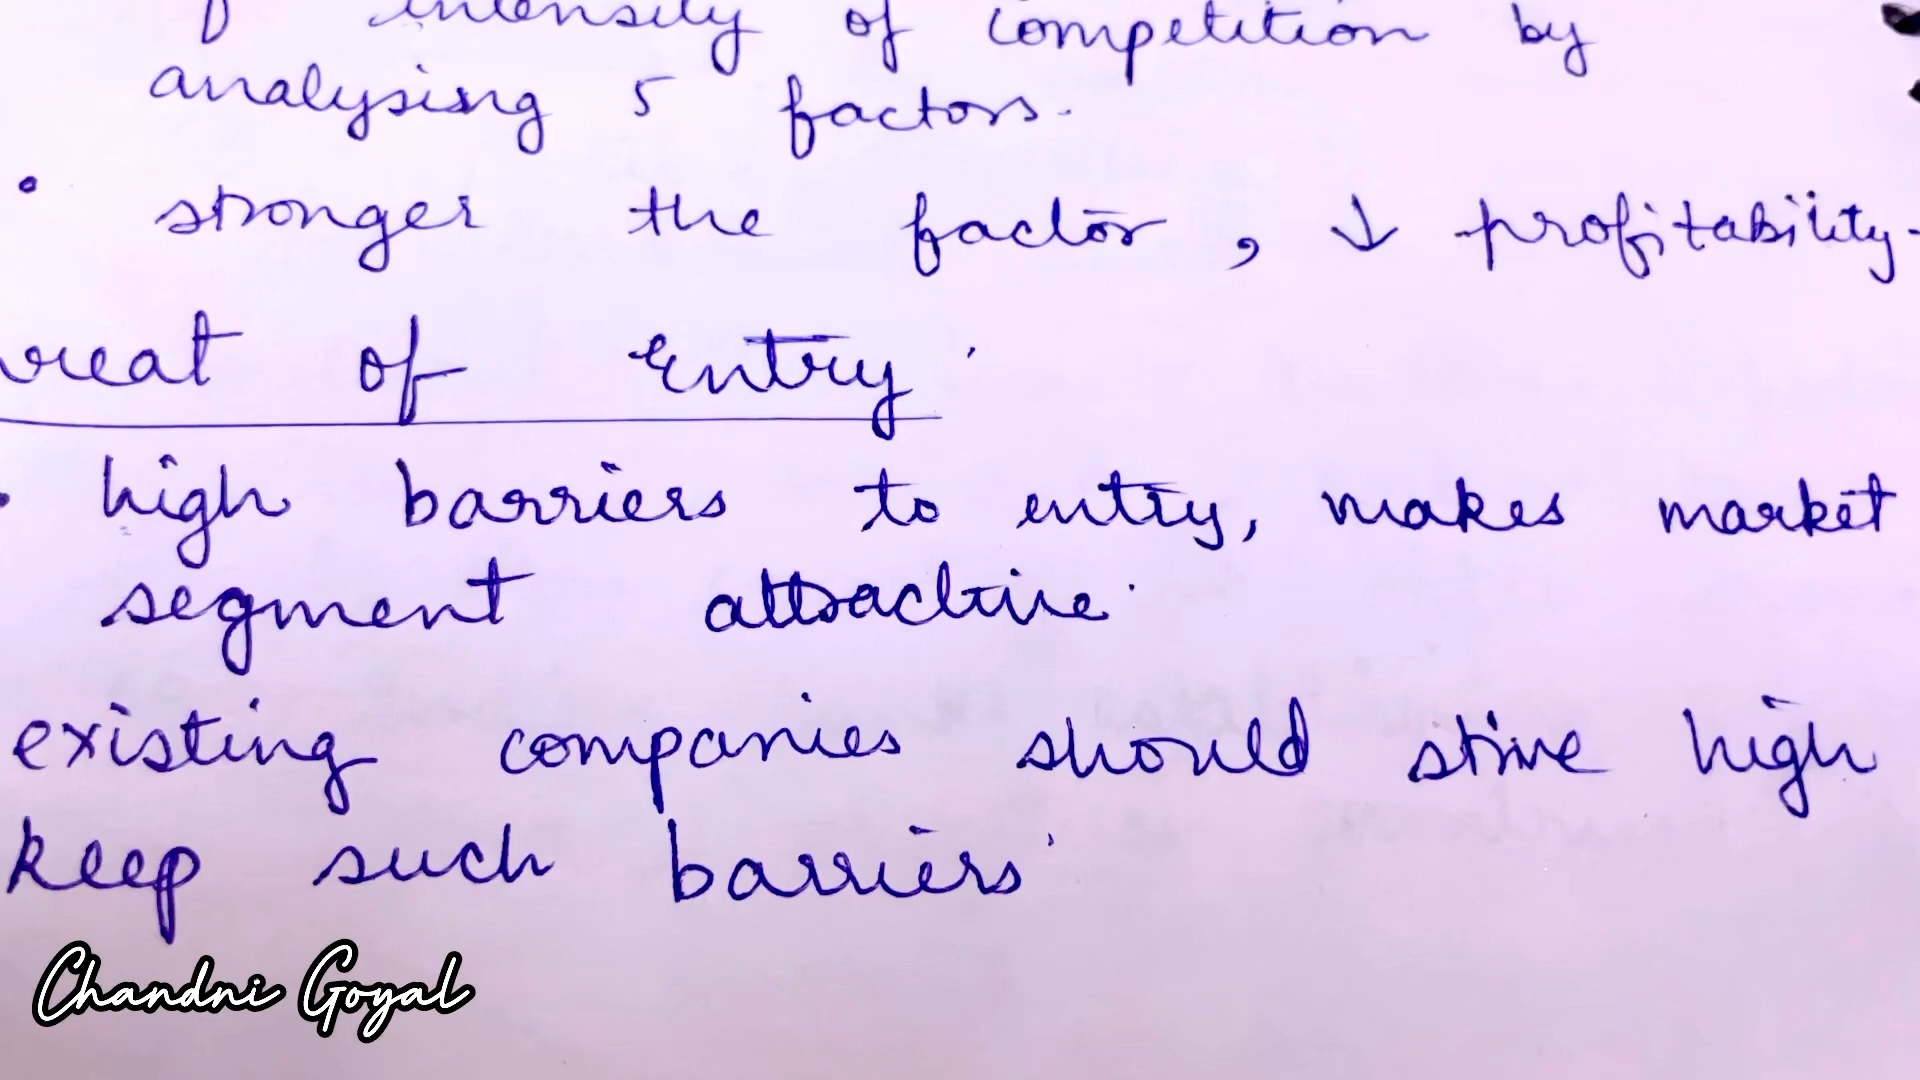 intensity of competition by
analysing 5 factors.
• stronger the factor, ↓ profitability.
reat of Entry
• high barriers to entry, makes market
segment attractive.
existing companies should strive high
keep such barriers
Chandni Goyal